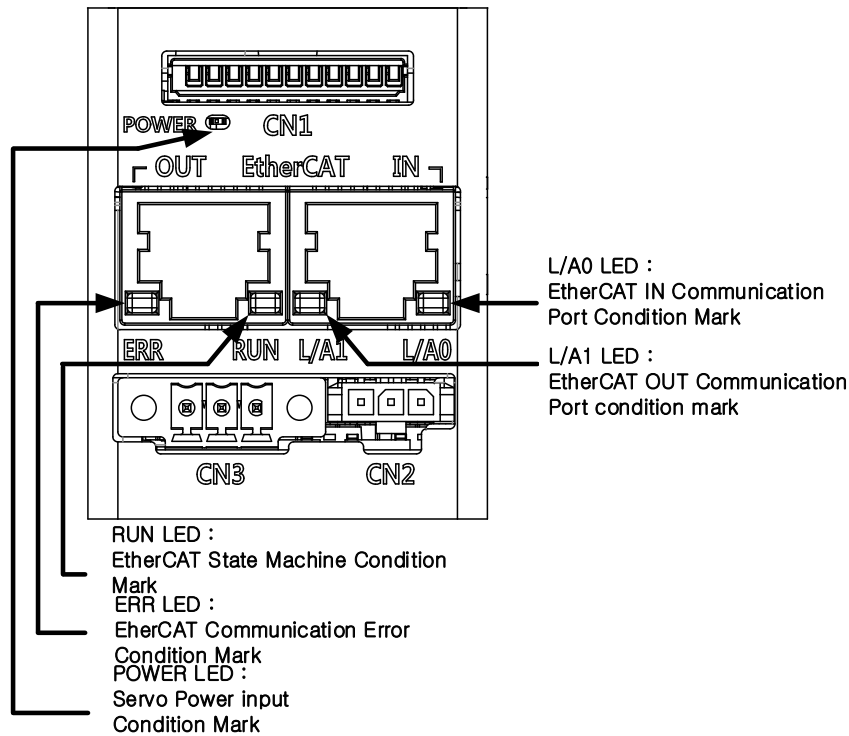 POWER CN1
OUT EtherCAT IN
ERR RUN L/A1 L/A0
CN3 CN2
L/A0 LED :
EtherCAT IN Communication
Port Condition Mark
L/A1 LED :
EtherCAT OUT Communication
Port condition mark
RUN LED :
EtherCAT State Machine Condition
Mark
ERR LED :
EherCAT Communication Error
Condition Mark
POWER LED :
Servo Power input
Condition Mark